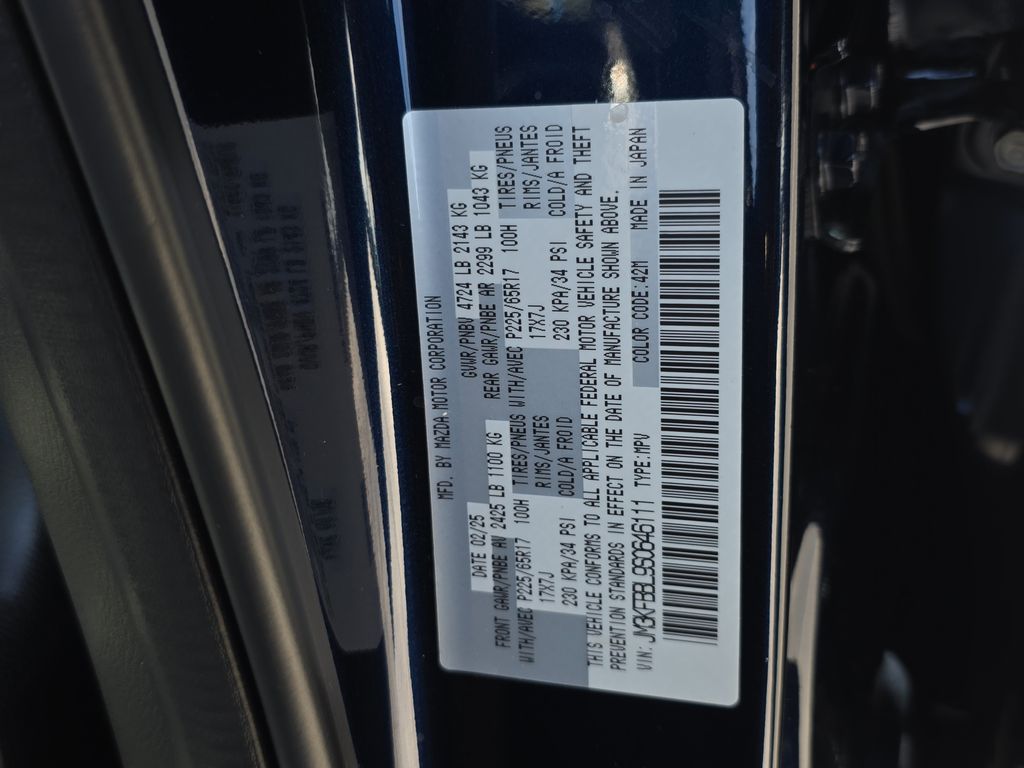 MFD. BY MAZDA MOTOR CORPORATION
DATE 02/25 GVWR/PNBV 4724 LB 2143 KG
FRONT GAWR/PNBE AV 2425 LB 1100 KG REAR GAWR/PNBE AR 2299 LB 1043 KG
WITH/AVEC P225/65R17 100H TIRES/PNEUS WITH/AVEC P225/65R17 100H TIRES/PNEUS
17X7J RIMS/JANTES 17X7J RIMS/JANTES
230 KPA/34 PSI COLD/A FROID 230 KPA/34 PSI COLD/A FROID
THIS VEHICLE CONFORMS TO ALL APPLICABLE FEDERAL MOTOR VEHICLE SAFETY AND THEFT
PREVENTION STANDARDS IN EFFECT ON THE DATE OF MANUFACTURE SHOWN ABOVE.
VIN: JM3KFBBL9S0646111 TYPE:MPV COLOR CODE:42M MADE IN JAPAN